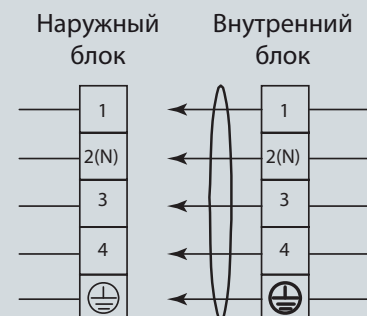 Наружный Внутренний
блок блок
1 1
2(N) 2(N)
3 3
4 4